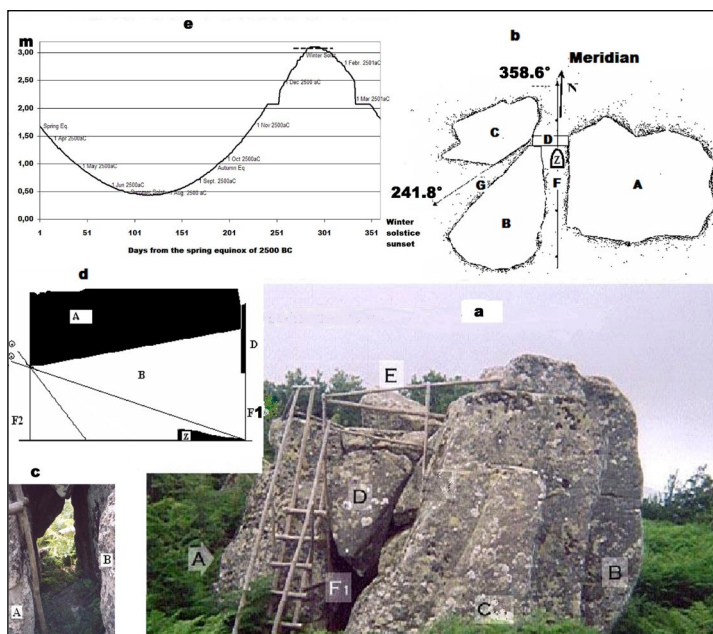 e
m
3,00
2,50
2,00
1,50
1,00
0,50
0,00
Spring Eq
1 Apr 2500aC
1 May 2500aC
1 Jun 2500aC
1 Aug. 2500 aC
1 Sept. 2500aC
Autumn Eq
1 Oct 2500aC
1 Nov 2500aC
1 Dec 2500 aC
Winter Solst
1 Febr. 2501aC
1 Mar 2501aC
1 51 101 151 201 251 301 351
Days from the spring equinox of 2500 BC
b
Meridian
358.6°
N
C
D
Z
F
A
G
B
241.8°
Winter
solstice
sunset
d
A
D
B
F2
F1
Z
c
A
B
a
E
D
A
F1
C
B